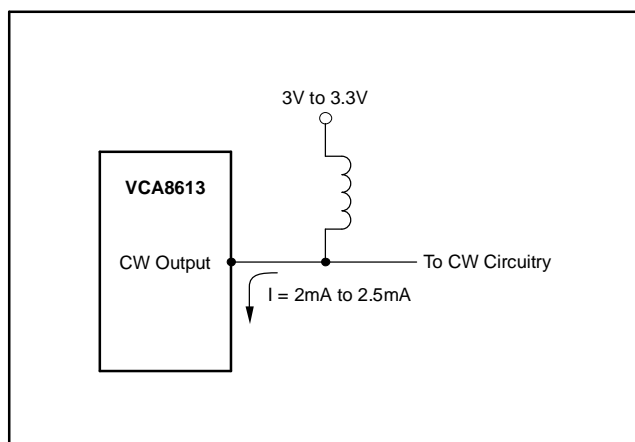 3V to 3.3V
VCA8613
CW Output
To CW Circuitry
I = 2mA to 2.5mA